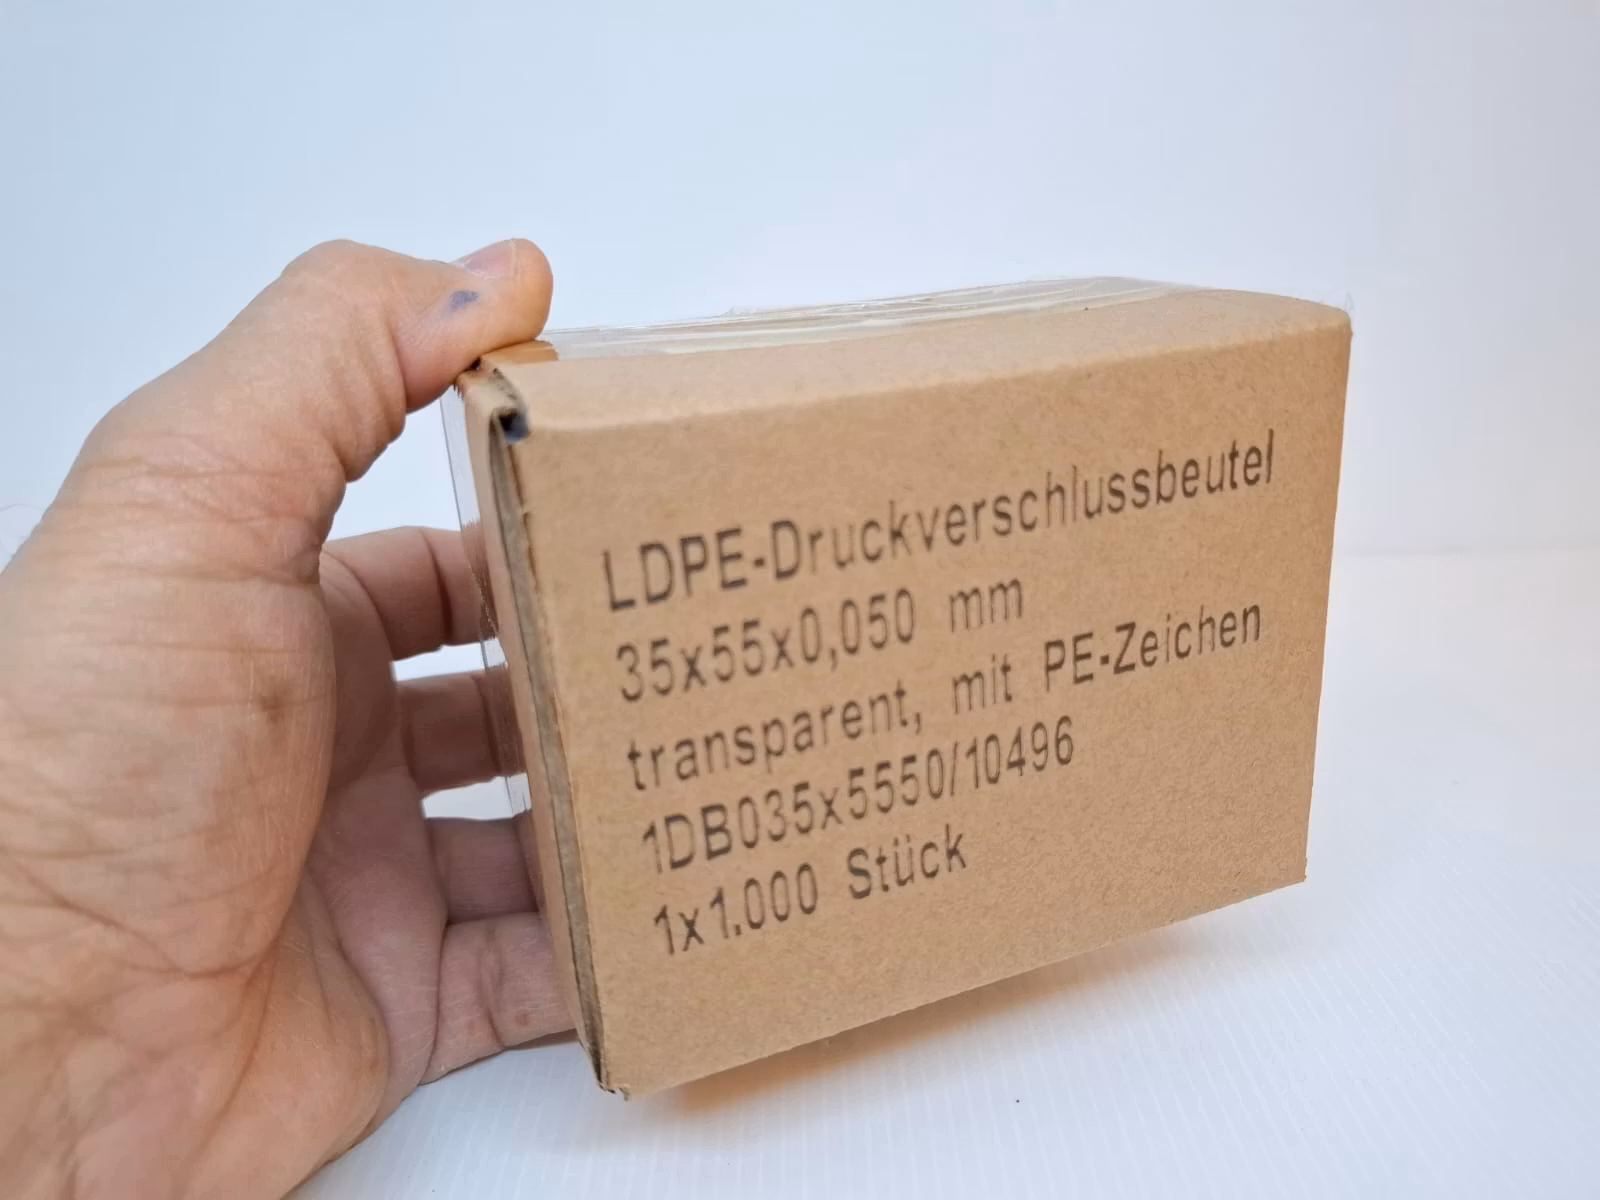 LDPE-Druckverschlussbeutel
35x55x0,050 mm
transparent, mit PE-Zeichen
1DB035x5550/10496
1x1.000 Stück